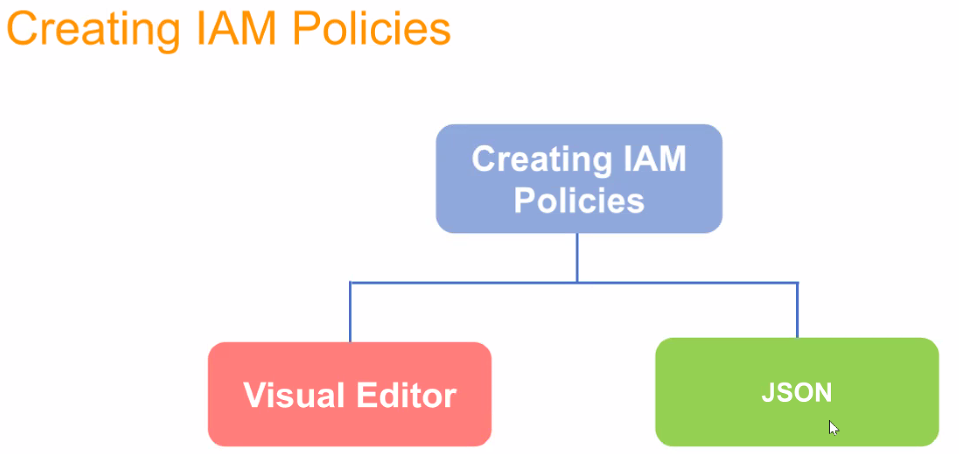 Creating IAM Policies
Creating IAM
Policies
Visual Editor
JSON